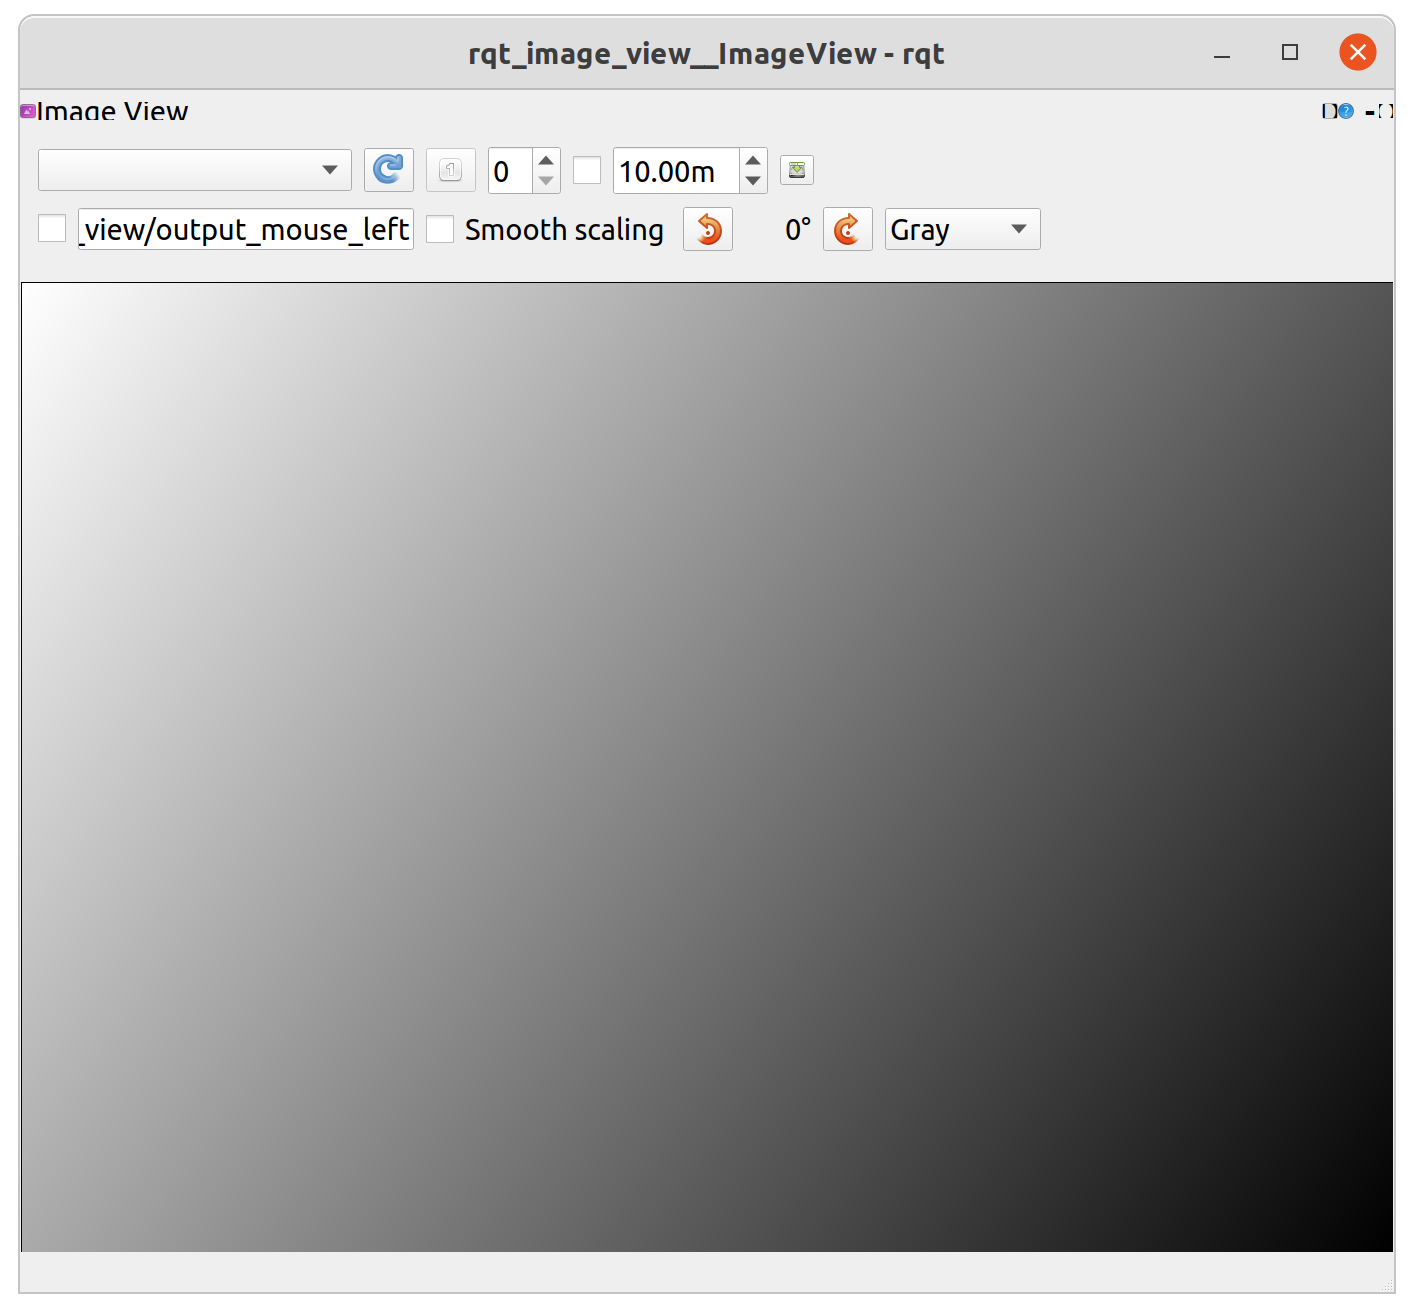 rqt_image_view__ImageView - rqt
Image View
0 10.00m
_view/output_mouse_left Smooth scaling 0° Gray